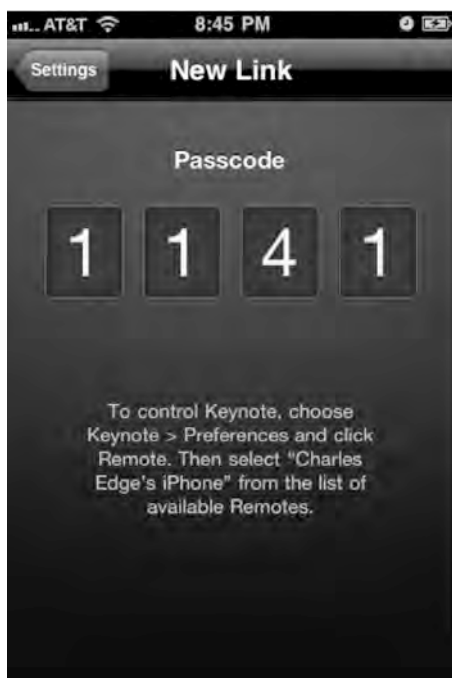 AT&T 8:45 PM
Settings New Link
Passcode
1 1 4 1
To control Keynote, choose
Keynote > Preferences and click
Remote. Then select “Charles
Edge's iPhone” from the list of
available Remotes.